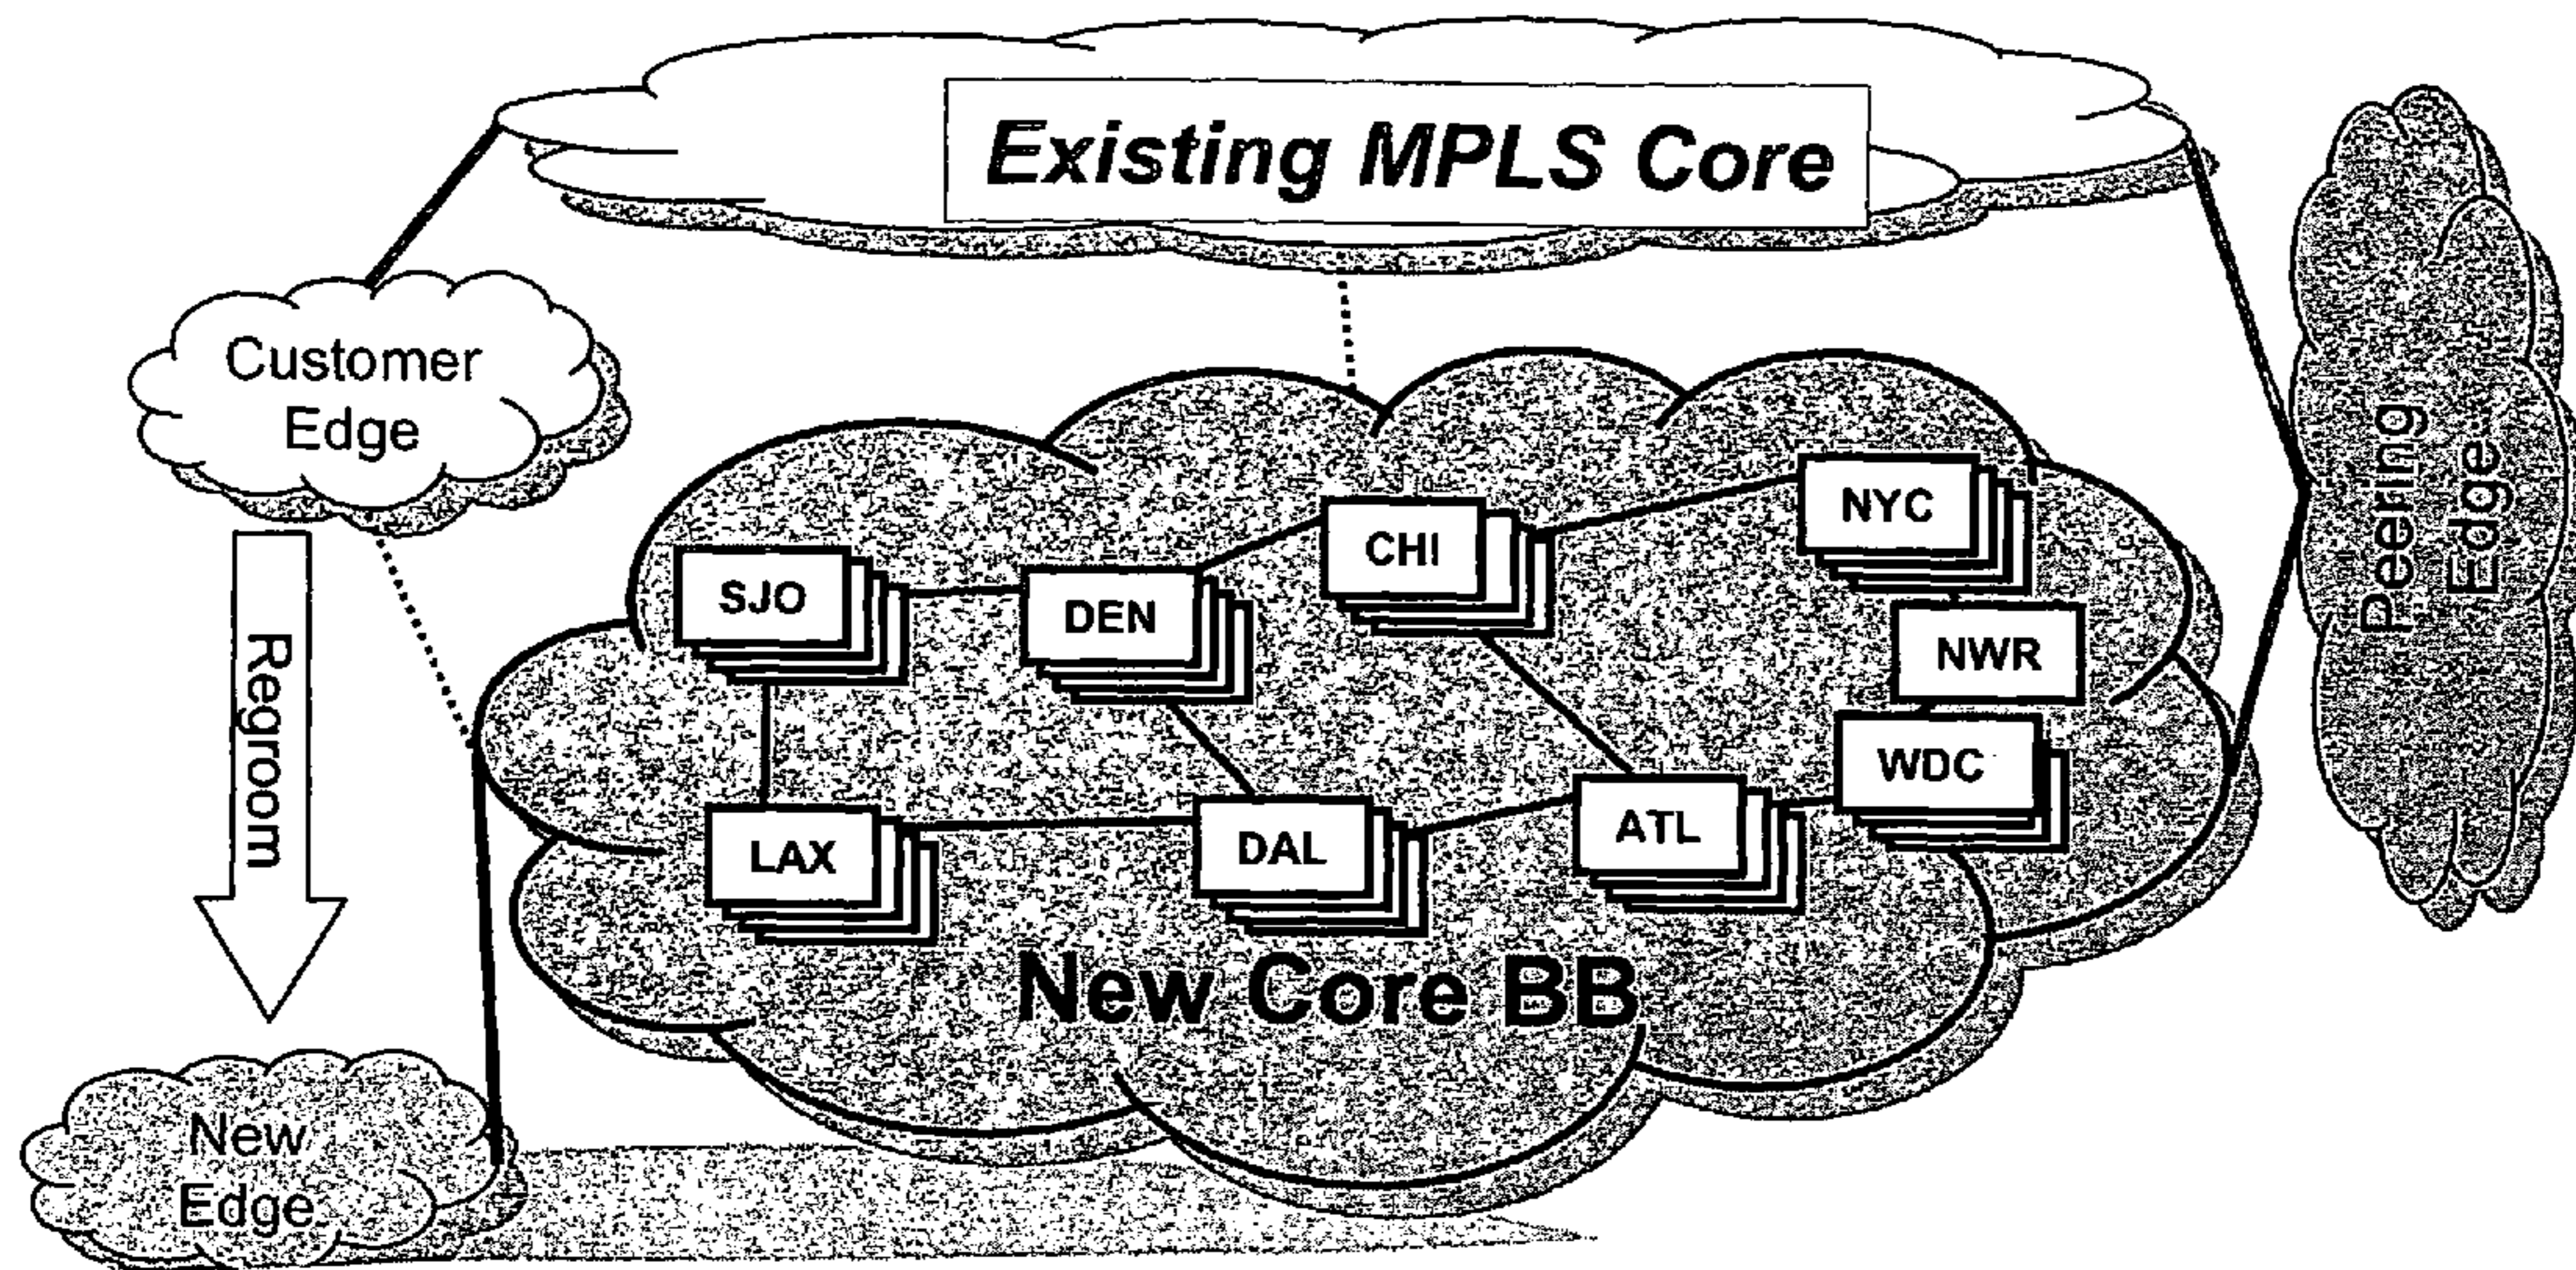 Existing MPLS Core
Customer
Edge
Peering
Edge
Regroom
NYC
CHI
SJO
DEN
NWR
WDC
LAX
DAL
ATL
New Core BB
New
Edge